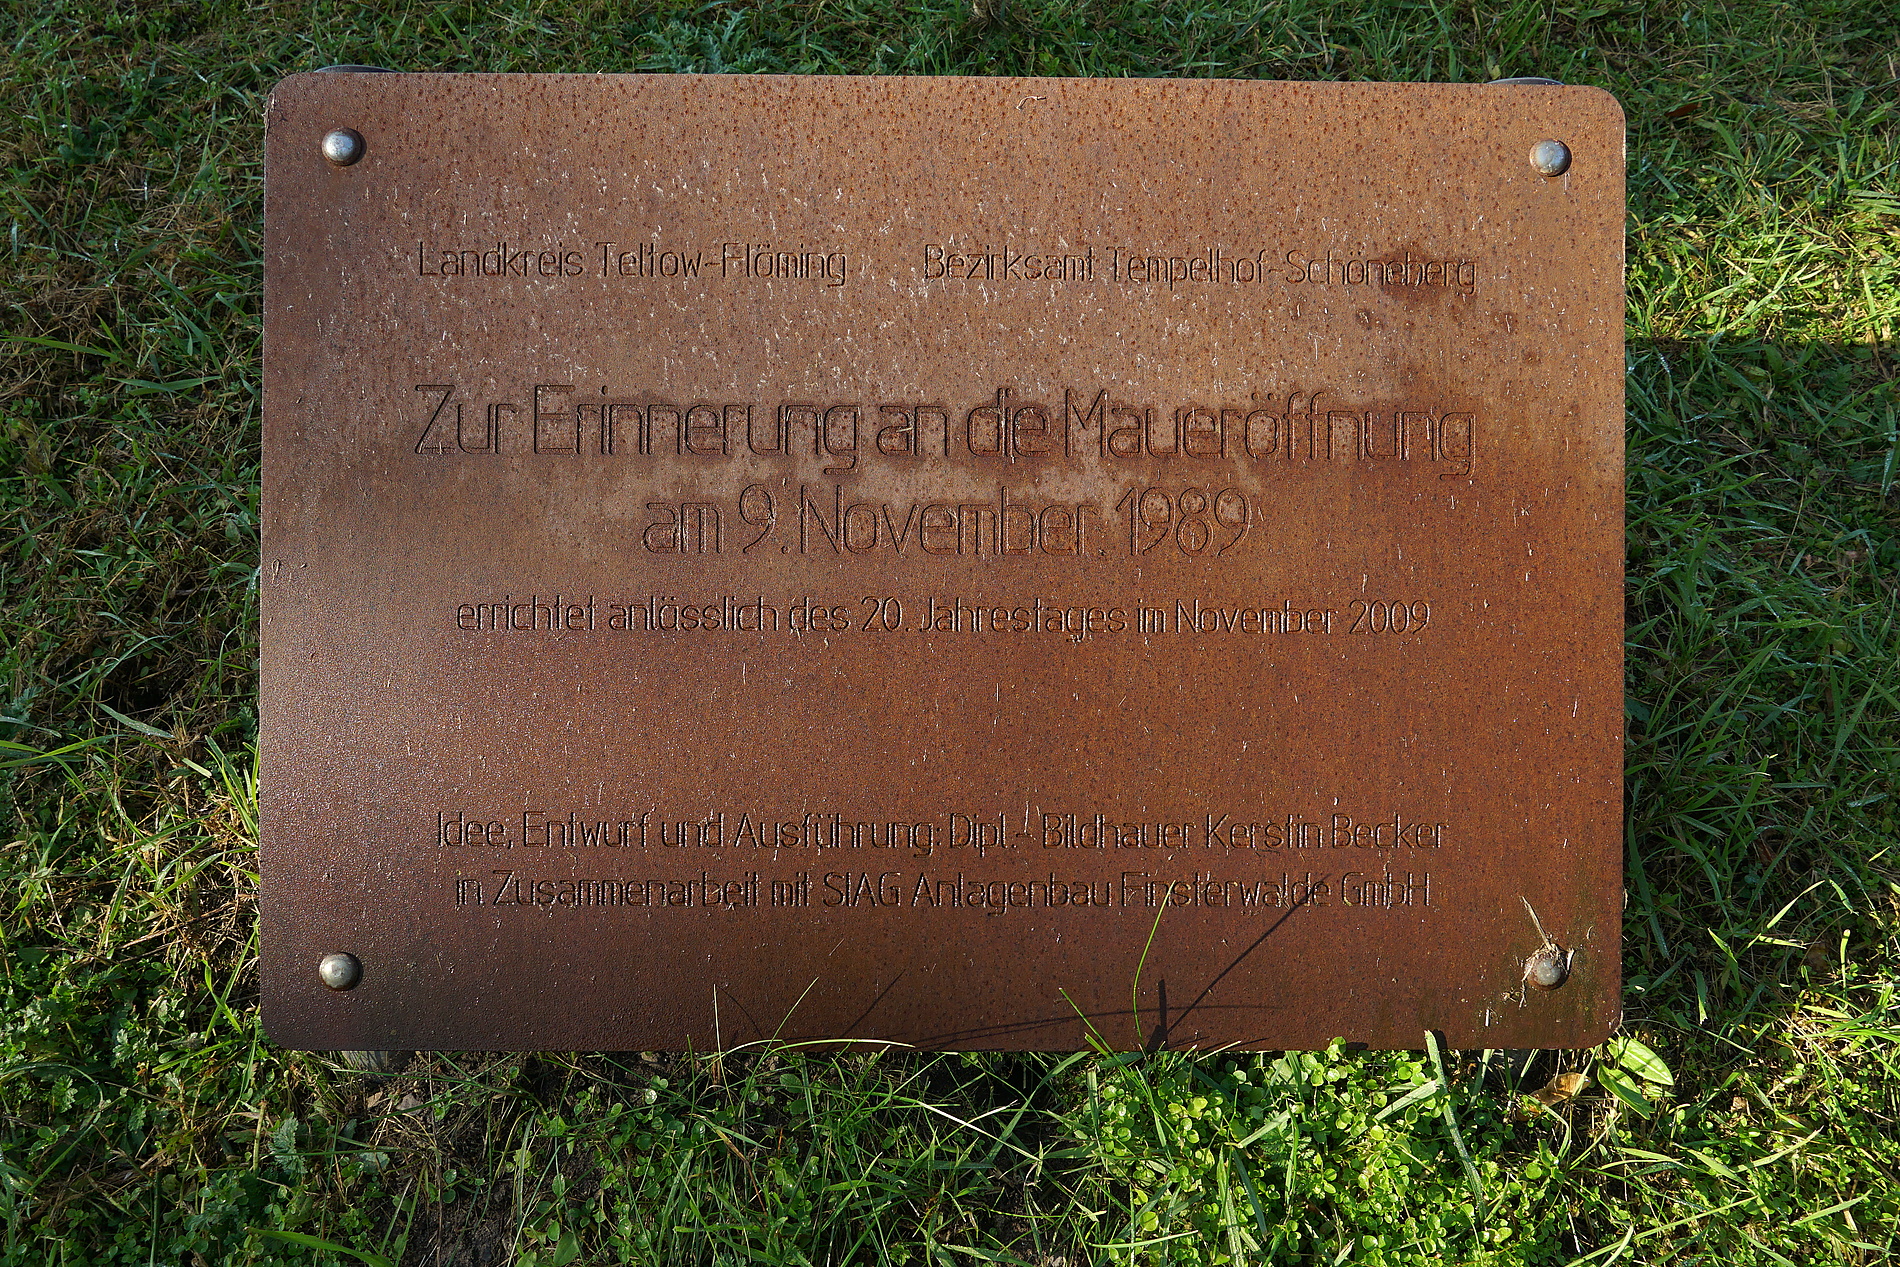 Landkreis Teltow-Fläming Bezirksamt Tempelhof-Schöneberg
Zur Erinnerung an die Maueröffnung
am 9. November 1989
errichtet anlässlich des 20. Jahrestages im November 2009
Idee, Entwurf und Ausführung: Dipl.- Bildhauer Kerstin Becker
in Zusammenarbeit mit SIAG Anlagenbau Finsterwalde GmbH